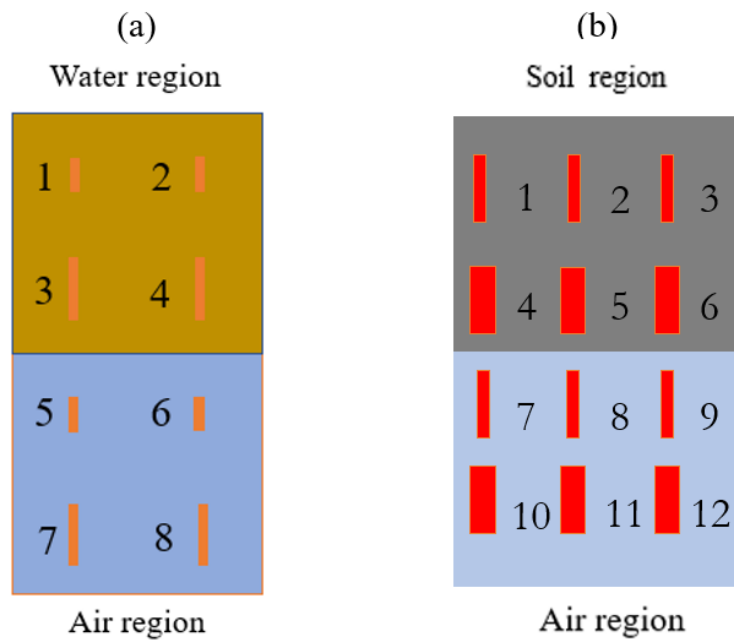 (a)
Water region
1 2
3 4
5 6
7 8
Air region
(b)
Soil region
1 2 3
4 5 6
7 8 9
10 11 12
Air region